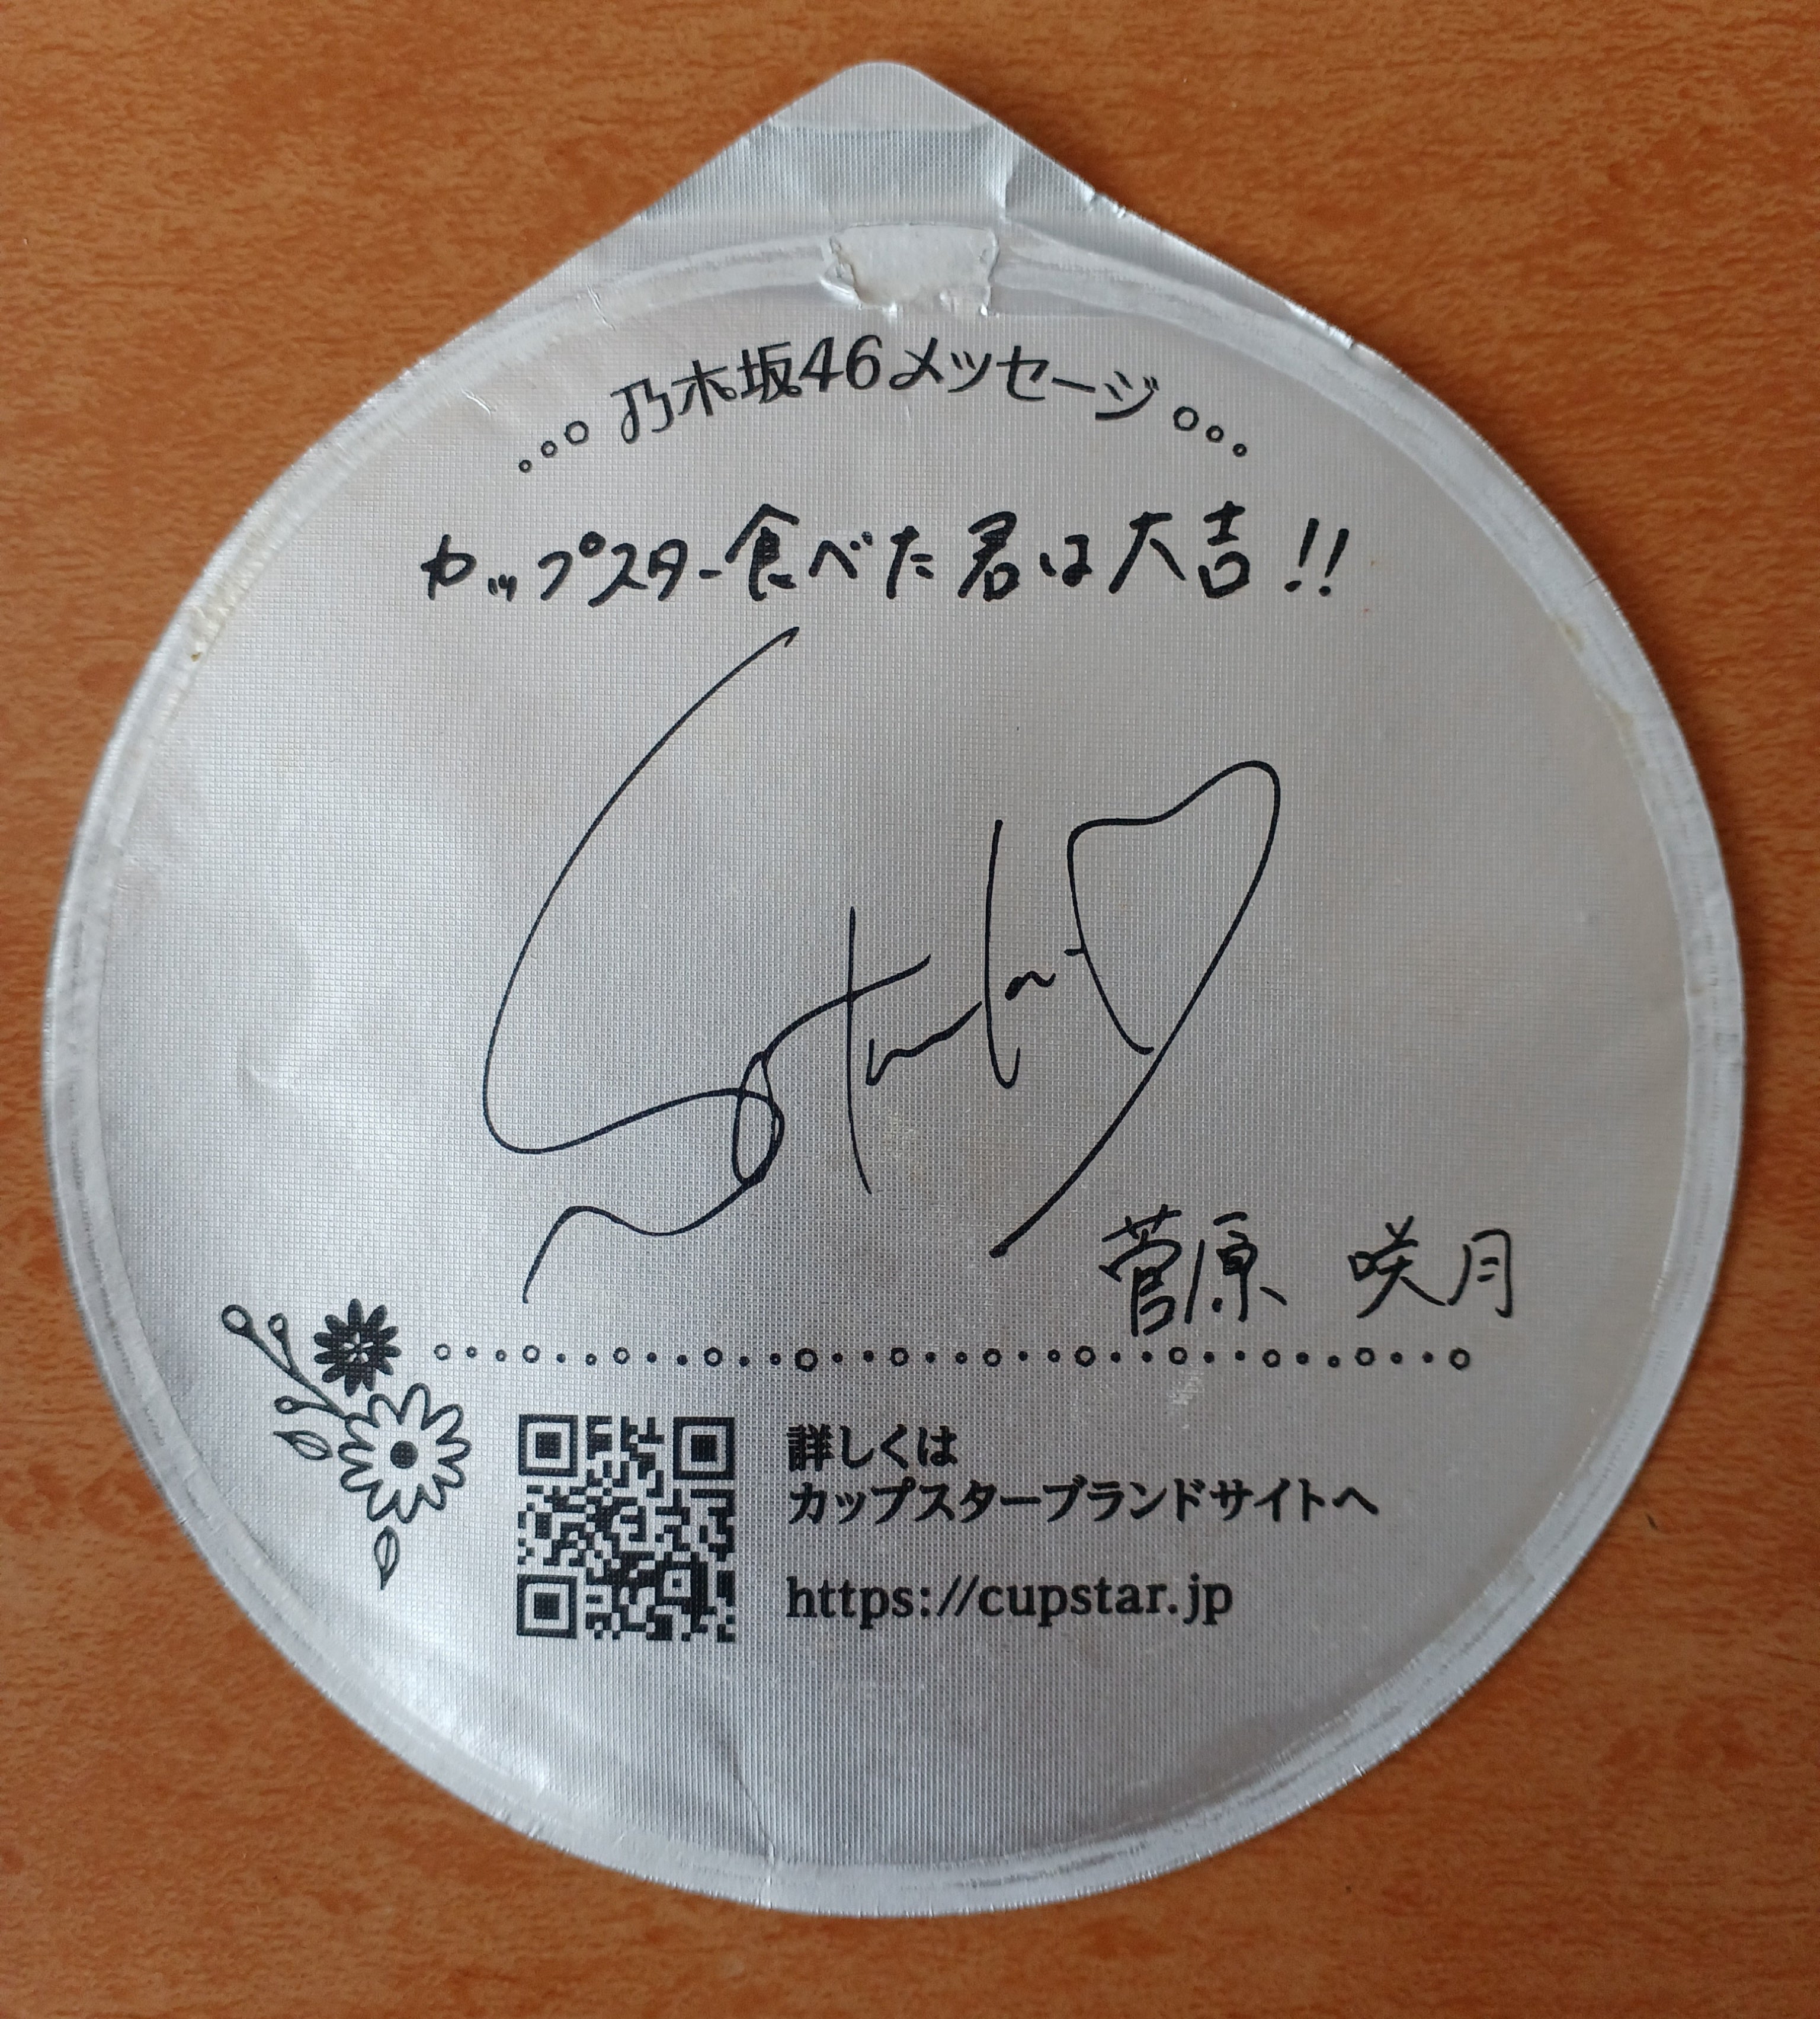 乃木坂46メッセージ
カップスター食べた君は大吉!!
菅原 咲月
詳しくは
カップスターブランドサイトへ
https://cupstar.jp